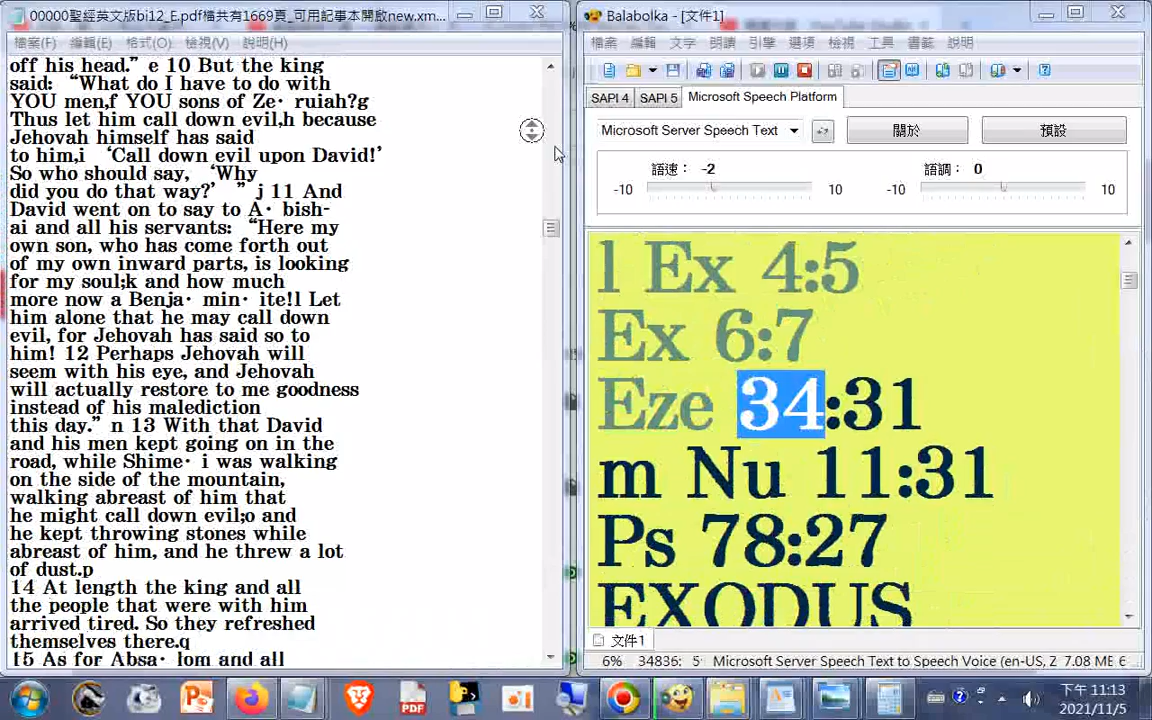 00000聖經英文版bi12_E.pdf檔共有1669頁_可用記事本開啟new.xm...
檔案(F) 編輯(E) 格式(O) 檢視(V) 說明(H)
off his head.” e 10 But the king
said: “What do I have to do with
YOU men,f YOU sons of Ze‧ ruiah?g
Thus let him call down evil,h because
Jehovah himself has said
to him,i ‘Call down evil upon David!’
So who should say, ‘Why
did you do that way?’ ” j 11 And
David went on to say to A‧ bish-
ai and all his servants: “Here my
own son, who has come forth out
of my own inward parts, is looking
for my soul;k and how much
more now a Benja‧ min‧ ite!l Let
him alone that he may call down
evil, for Jehovah has said so to
him! 12 Perhaps Jehovah will
seem with his eye, and Jehovah
will actually restore to me goodness
instead of his malediction
this day.” n 13 With that David
and his men kept going on in the
road, while Shime‧ i was walking
on the side of the mountain,
walking abreast of him that
he might call down evil;o and
he kept throwing stones while
abreast of him, and he threw a lot
of dust.p
14 At length the king and all
the people that were with him
arrived tired. So they refreshed
themselves there.q
15 As for Absa‧ lom and all
Balabolka - [文件1]
檔案 編輯 文字 朗讀 引擎 選項 檢視 工具 書籤 說明
SAPI 4 SAPI 5 Microsoft Speech Platform
Microsoft Server Speech Text 關於 預設
語速： -2 語調： 0
-10 10 -10 10
l Ex 4:5
Ex 6:7
Eze 34:31
m Nu 11:31
Ps 78:27
EXODUS
文件1
6% 34836: 5 Microsoft Server Speech Text to Speech Voice (en-US, Z 7.08 MB 6
下午 11:13
2021/11/5